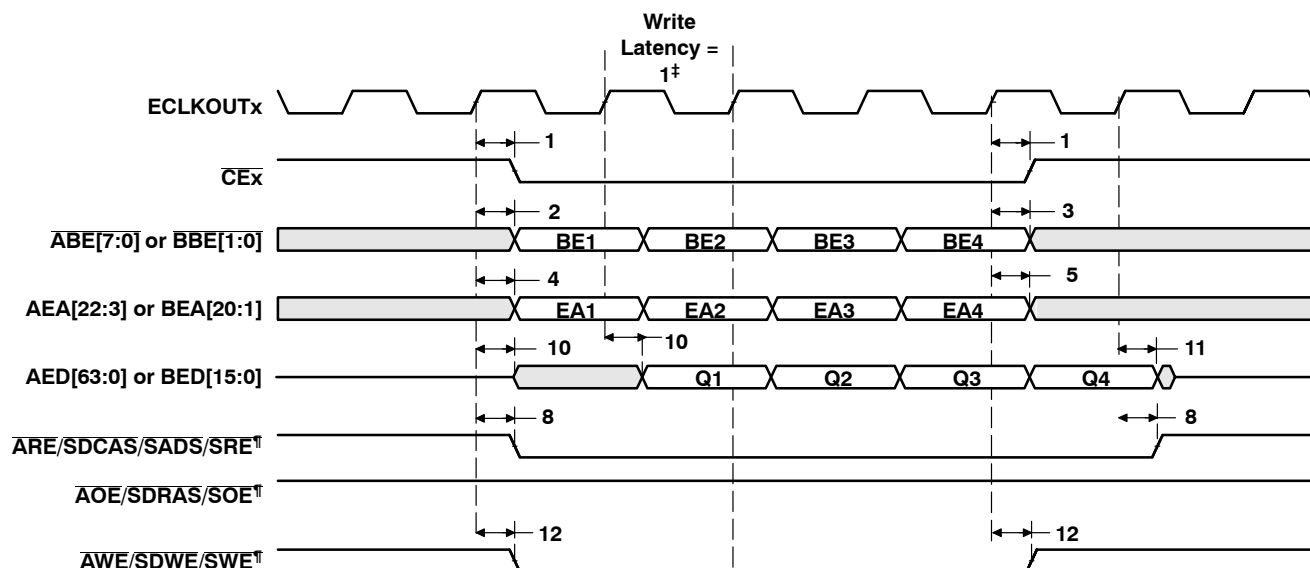 Write
Latency =
1‡
ECLKOUTx
1
1
CEx
2
3
ABE[7:0] or BBE[1:0]
BE1
BE2
BE3
BE4
4
5
AEA[22:3] or BEA[20:1]
EA1
EA2
EA3
EA4
10
10
11
AED[63:0] or BED[15:0]
Q1
Q2
Q3
Q4
8
8
ARE/SDCAS/SADS/SRE¶
AOE/SDRAS/SOE¶
12
12
AWE/SDWE/SWE¶